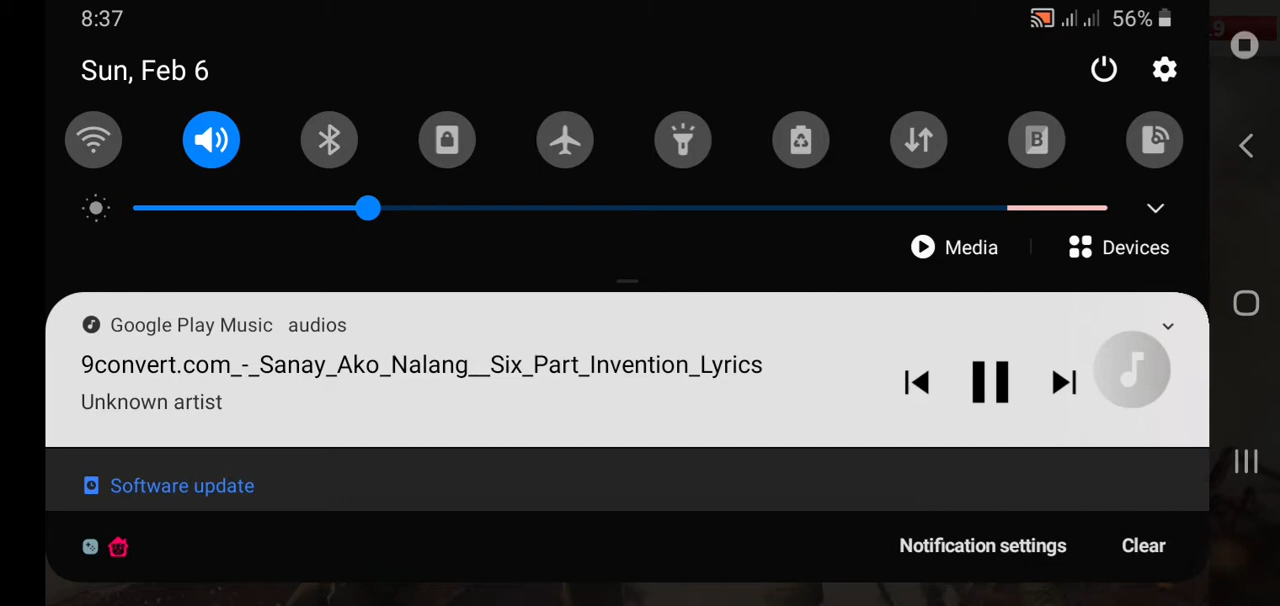 8:37
56%
Sun, Feb 6
B
Media
Devices
Google Play Music audios
9convert.com_-_Sanay_Ako_Nalang__Six_Part_Invention_Lyrics
Unknown artist
Software update
Notification settings
Clear